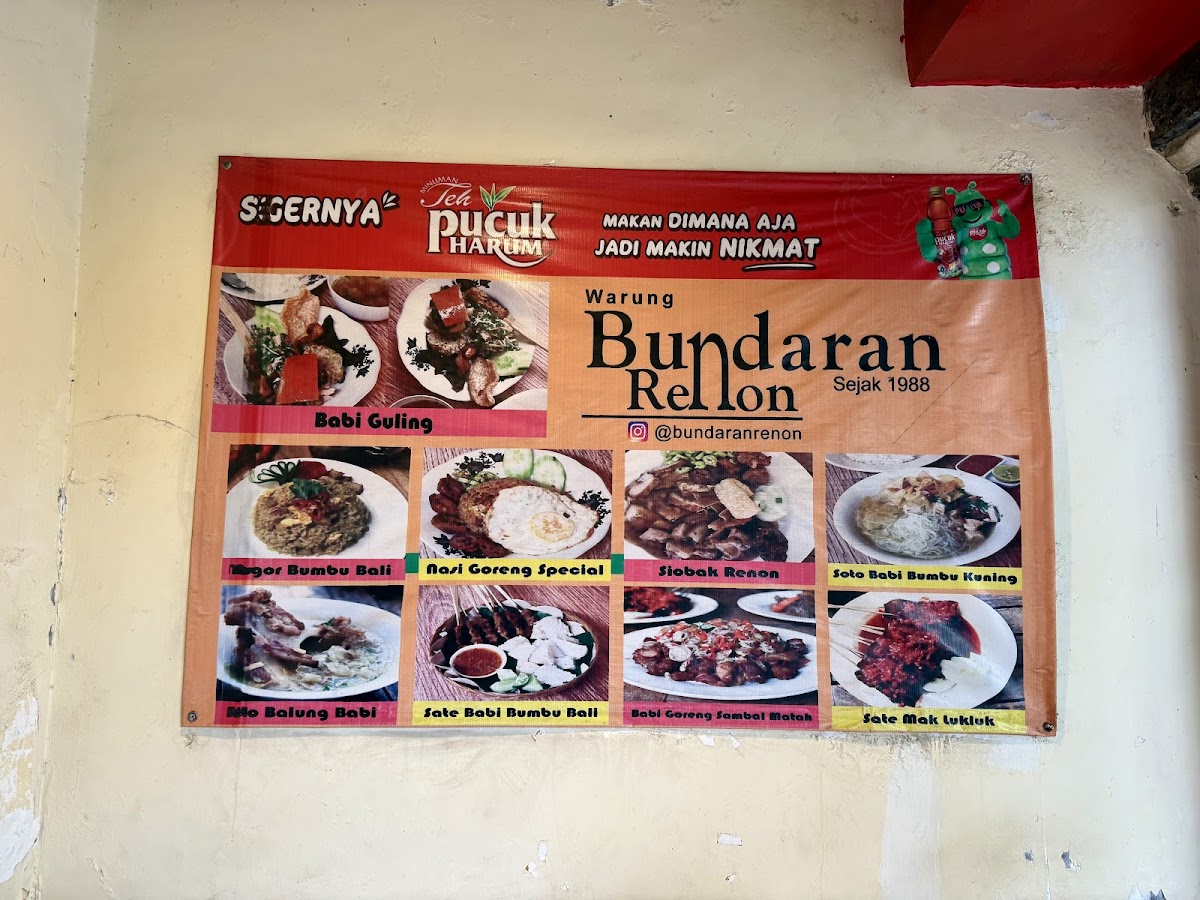 SEGERNYA
MINUMAN
Teh
pucuk
HARUM
MAKAN DIMANA AJA
JADI MAKIN NIKMAT
Warung
Bundaran
Renon
Sejak 1988
@bundaranrenon
Babi Guling
Bumbu Bali
Nasi Goreng Special
Siobak Renon
Soto Babi Bumbu Kuning
Balung Babi
Sate Babi Bumbu Bali
Babi Goreng Sambal Matah
Sate Mak Lukluk